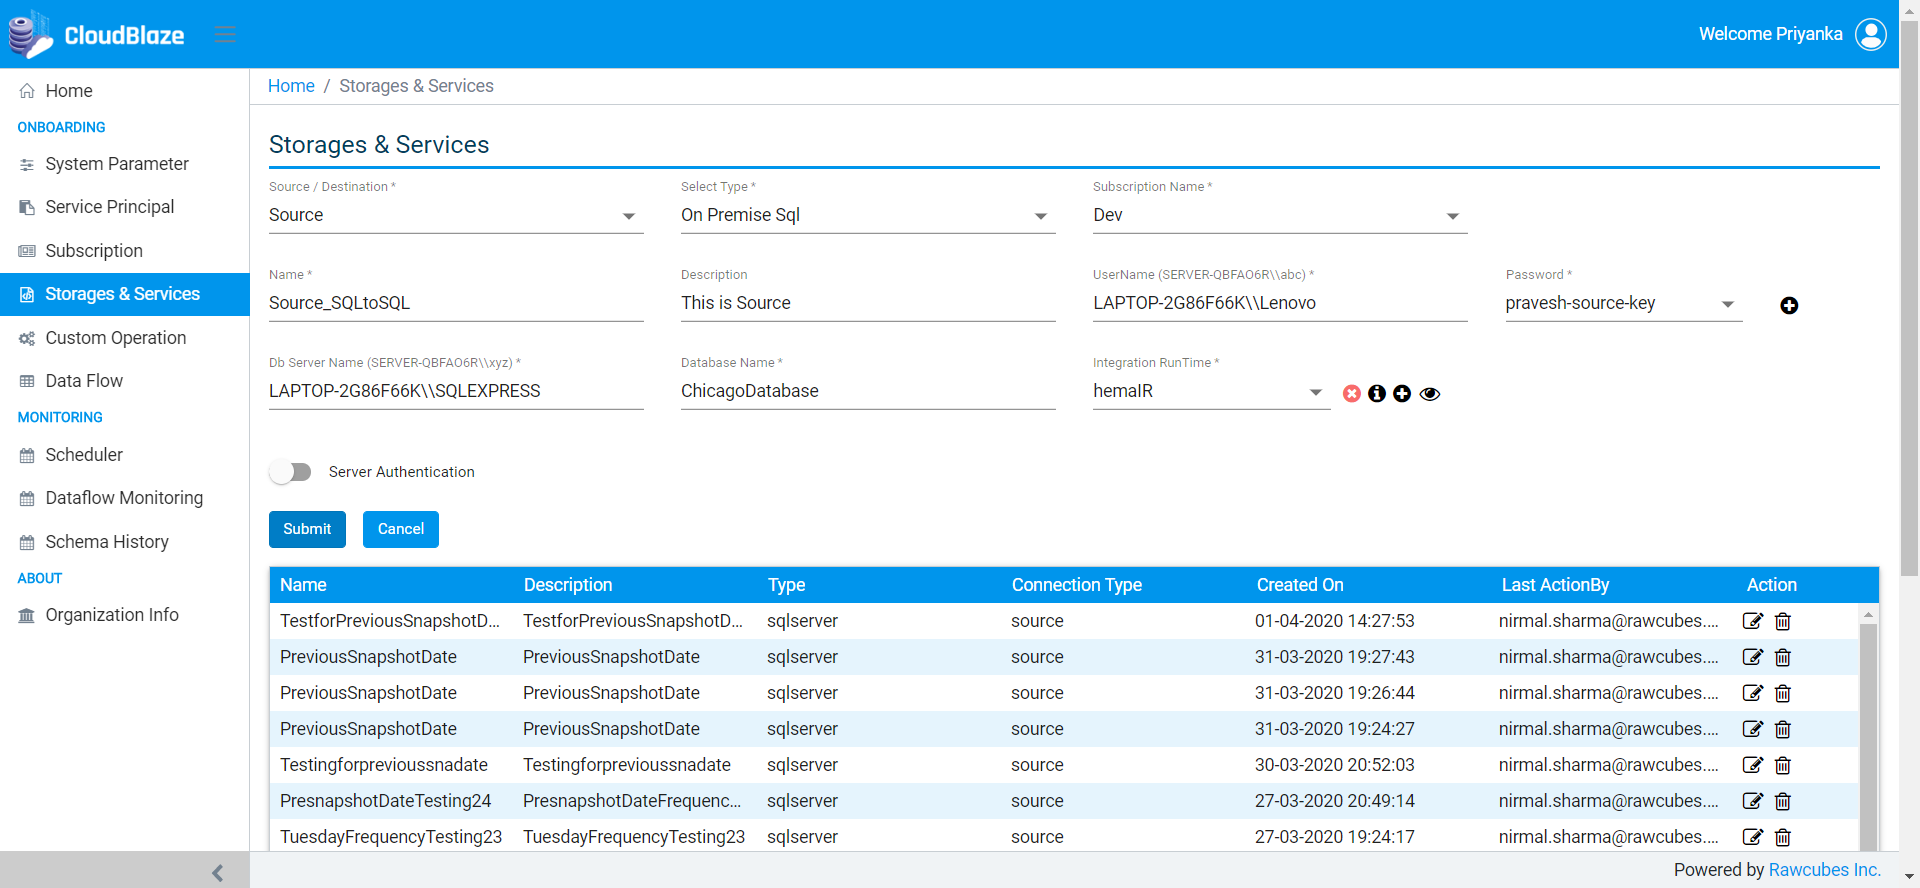 CloudBlaze
Welcome Priyanka
Home
ONBOARDING
System Parameter
Service Principal
Subscription
Storages & Services
Custom Operation
Data Flow
MONITORING
Scheduler
Dataflow Monitoring
Schema History
ABOUT
Organization Info
Home / Storages & Services
Storages & Services
Source / Destination * Select Type * Subscription Name *
Source On Premise Sql Dev
Name * Description UserName (SERVER-QBFAO6R\\abc) * Password *
Source_SQLtoSQL This is Source LAPTOP-2G86F66K\\Lenovo pravesh-source-key
Db Server Name (SERVER-QBFAO6R\\xyz) * Database Name * Integration RunTime *
LAPTOP-2G86F66K\\SQLEXPRESS ChicagoDatabase hemaIR
Server Authentication
Submit Cancel
Name Description Type Connection Type Created On Last ActionBy Action
TestforPreviousSnapshotD... TestforPreviousSnapshotD... sqlserver source 01-04-2020 14:27:53 nirmal.sharma@rawcubes....
PreviousSnapshotDate PreviousSnapshotDate sqlserver source 31-03-2020 19:27:43 nirmal.sharma@rawcubes....
PreviousSnapshotDate PreviousSnapshotDate sqlserver source 31-03-2020 19:26:44 nirmal.sharma@rawcubes....
PreviousSnapshotDate PreviousSnapshotDate sqlserver source 31-03-2020 19:24:27 nirmal.sharma@rawcubes....
Testingforprevioussnadate Testingforprevioussnadate sqlserver source 30-03-2020 20:52:03 nirmal.sharma@rawcubes....
PresnapshotDateTesting24 PresnapshotDateFrequenc... sqlserver source 27-03-2020 20:49:14 nirmal.sharma@rawcubes....
TuesdayFrequencyTesting23 TuesdayFrequencyTesting23 sqlserver source 27-03-2020 19:24:17 nirmal.sharma@rawcubes....
Powered by Rawcubes Inc.